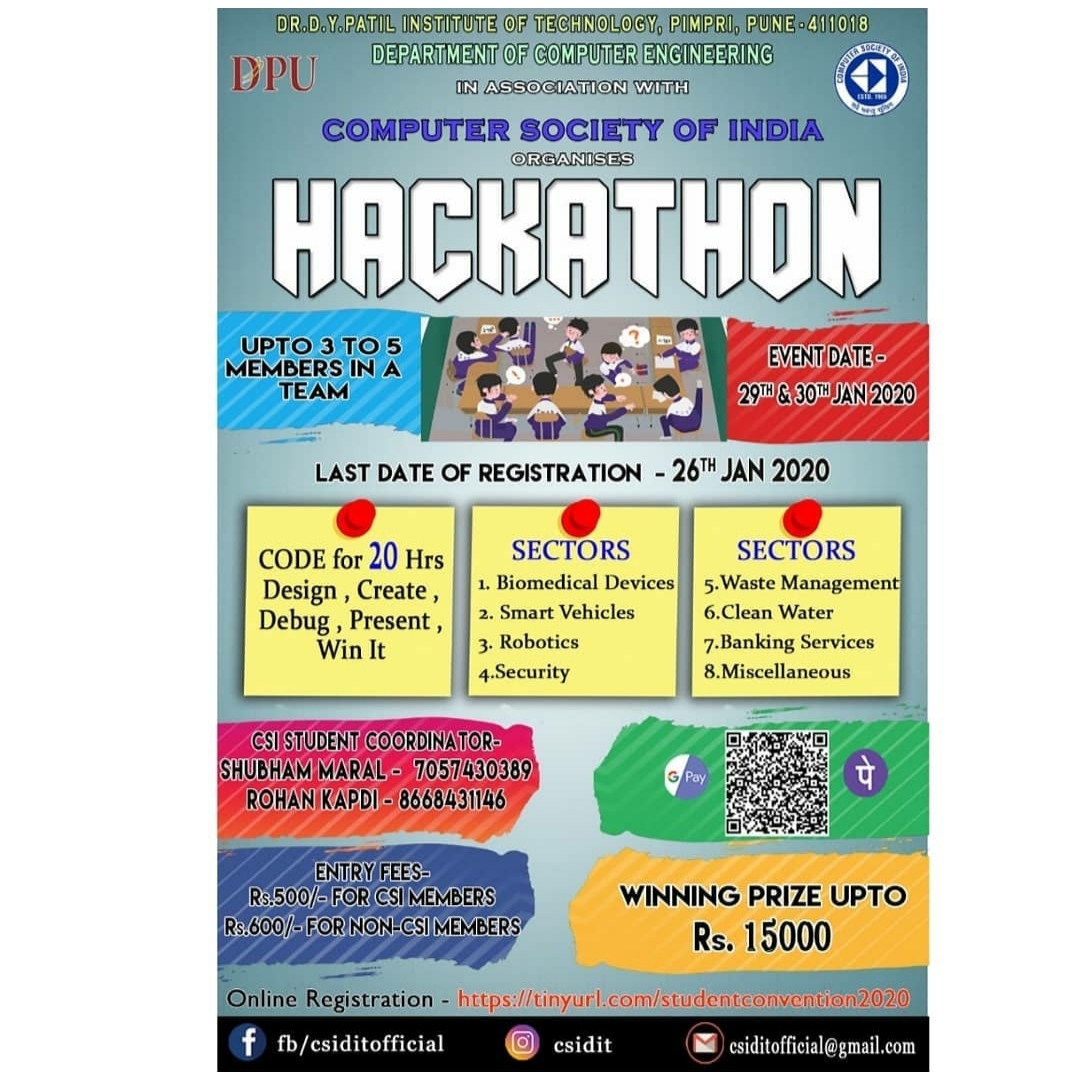 DR.D.Y.PATIL INSTITUTE OF TECHNOLOGY, PIMPRI, PUNE-411018
DEPARTMENT OF COMPUTER ENGINEERING
DPU
IN ASSOCIATION WITH
COMPUTER SOCIETY OF INDIA
ESTD. 1965
COMPUTER SOCIETY OF INDIA
ORGANISES
HACKATHON
UPTO 3 TO 5
MEMBERS IN A
TEAM
EVENT DATE -
29TH & 30TH JAN 2020
LAST DATE OF REGISTRATION - 26TH JAN 2020
CODE for 20 Hrs
Design , Create ,
Debug , Present ,
Win It
SECTORS
1. Biomedical Devices
2. Smart Vehicles
3. Robotics
4.Security
SECTORS
5.Waste Management
6.Clean Water
7.Banking Services
8.Miscellaneous
CSI STUDENT COORDINATOR-
SHUBHAM MARAL - 7057430389
ROHAN KAPDI - 8668431146
G Pay
पे
ENTRY FEES-
Rs.500/- FOR CSI MEMBERS
Rs.600/- FOR NON-CSI MEMBERS
WINNING PRIZE UPTO
Rs. 15000
Online Registration - https://tinyurl.com/studentconvention2020
fb/csiditofficial
csidit
csiditofficial@gmail.com